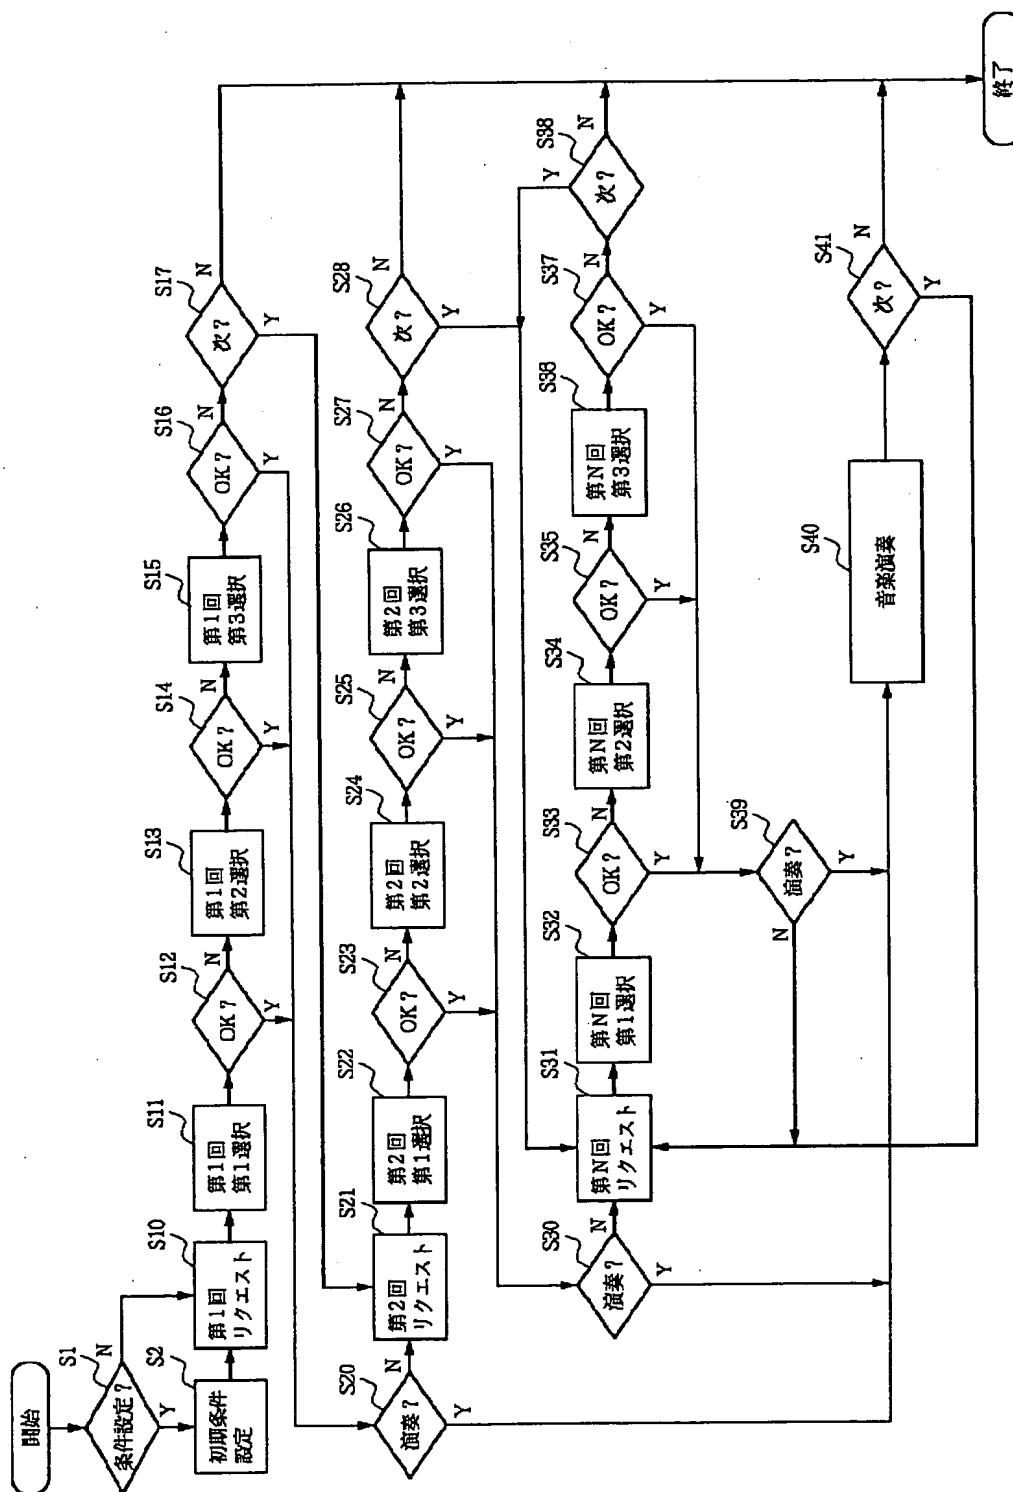 開始
S1
条件設定?
N
Y
S2
初期条件
設定
S10
第1回
リクエスト
S11
第1回
第1選択
S12
OK?
N
Y
S13
第1回
第2選択
S14
OK?
N
Y
S15
第1回
第3選択
S16
OK?
N
Y
S17
次?
N
Y
S20
演奏?
N
Y
S21
第2回
リクエスト
S22
第2回
第1選択
S23
OK?
N
Y
S24
第2回
第2選択
S25
OK?
N
Y
S26
第2回
第3選択
S27
OK?
N
Y
S28
次?
N
Y
S30
演奏?
N
Y
S31
第N回
リクエスト
S32
第N回
第1選択
S33
OK?
N
Y
S34
第N回
第2選択
S35
OK?
N
Y
S38
第N回
第3選択
S37
OK?
N
Y
S38
次?
N
Y
S39
演奏?
N
Y
S40
音楽演奏
S41
次?
N
Y
終了